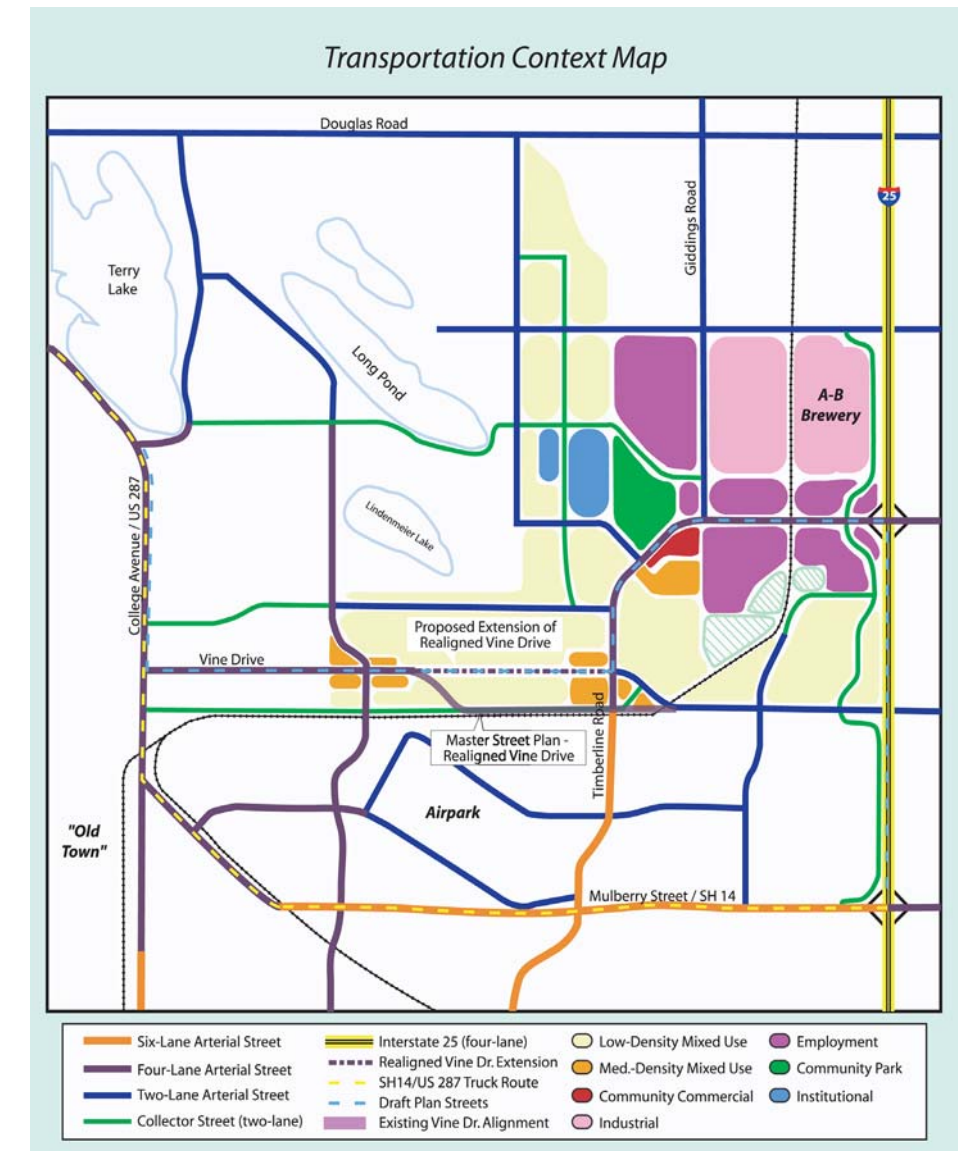 Transportation Context Map
Douglas Road
Giddings Road
25
Terry
Lake
Long Pond
A-B
Brewery
College Avenue / US 287
Lindenmeier Lake
Proposed Extension of
Realigned Vine Drive
Vine Drive
Timberline Road
Master Street Plan -
Realigned Vine Drive
Airpark
"Old
Town"
Mulberry Street / SH 14
Six-Lane Arterial Street
Four-Lane Arterial Street
Two-Lane Arterial Street
Collector Street (two-lane)
Interstate 25 (four-lane)
Realigned Vine Dr. Extension
SH14/US 287 Truck Route
Draft Plan Streets
Existing Vine Dr. Alignment
Low-Density Mixed Use
Med.-Density Mixed Use
Community Commercial
Industrial
Employment
Community Park
Institutional